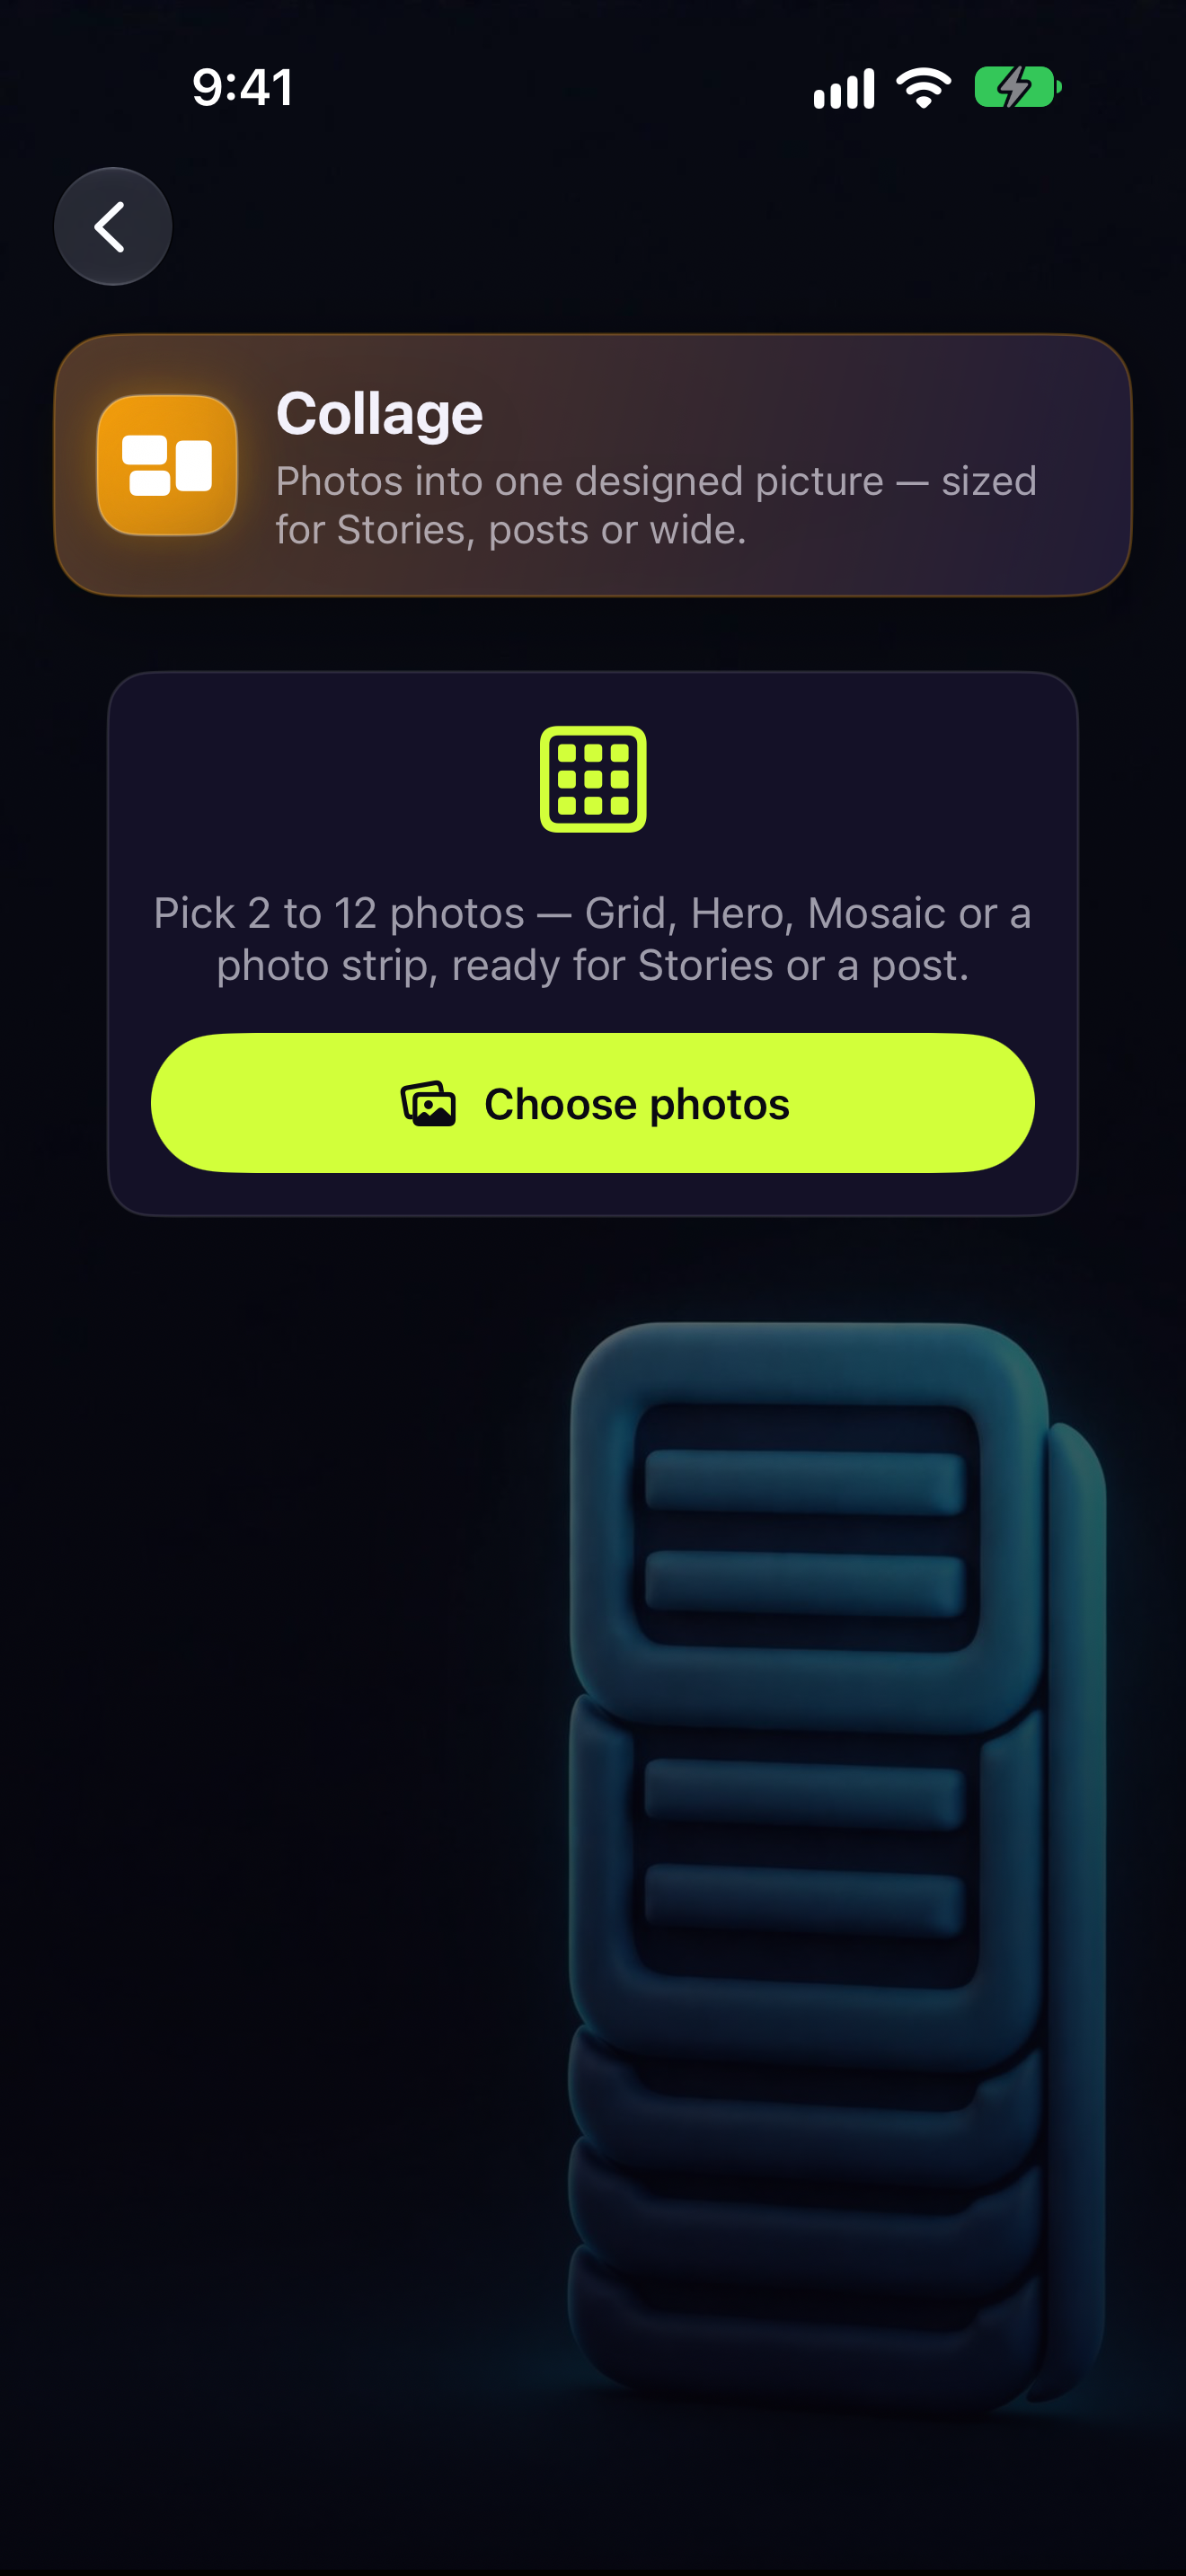 9:41
Collage
Photos into one designed picture — sized
for Stories, posts or wide.
Pick 2 to 12 photos — Grid, Hero, Mosaic or a
photo strip, ready for Stories or a post.
Choose photos